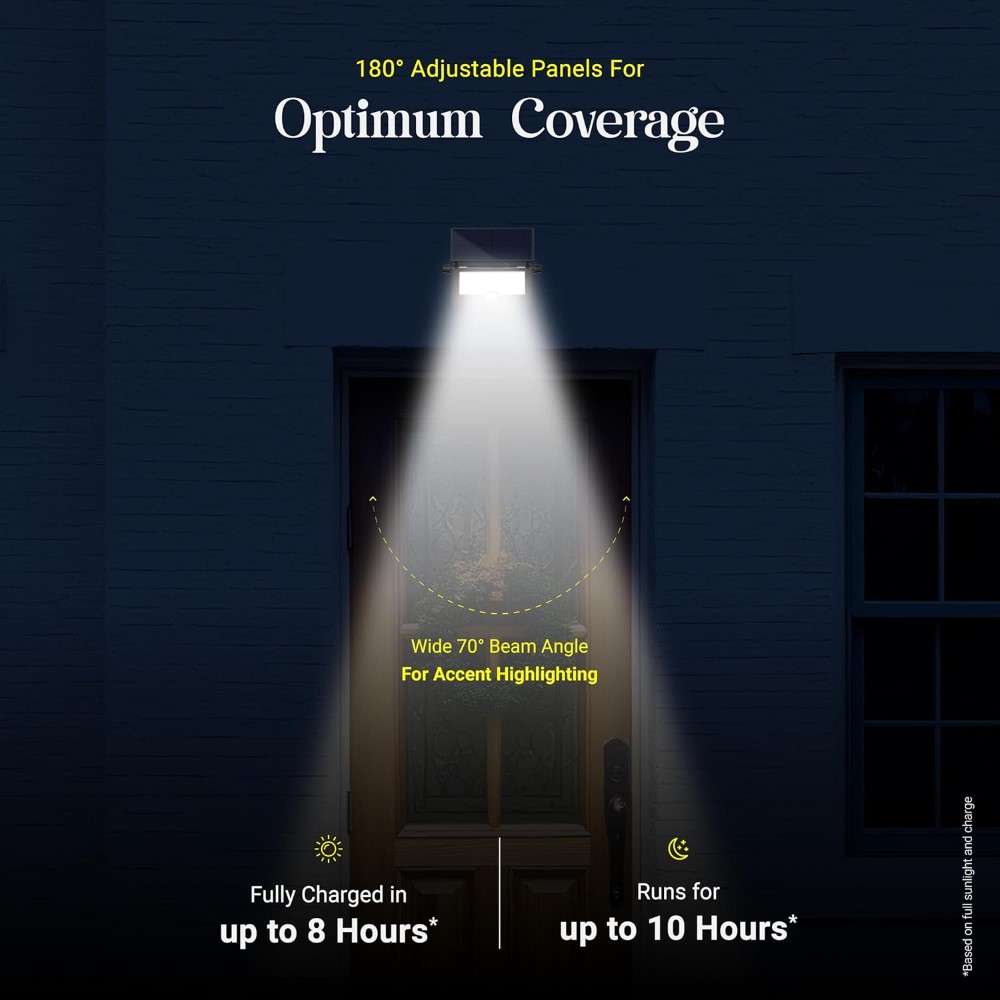 180° Adjustable Panels For
Optimum Coverage
Wide 70° Beam Angle
For Accent Highlighting
Fully Charged in
up to 8 Hours*
Runs for
up to 10 Hours*
*Based on full sunlight and charge